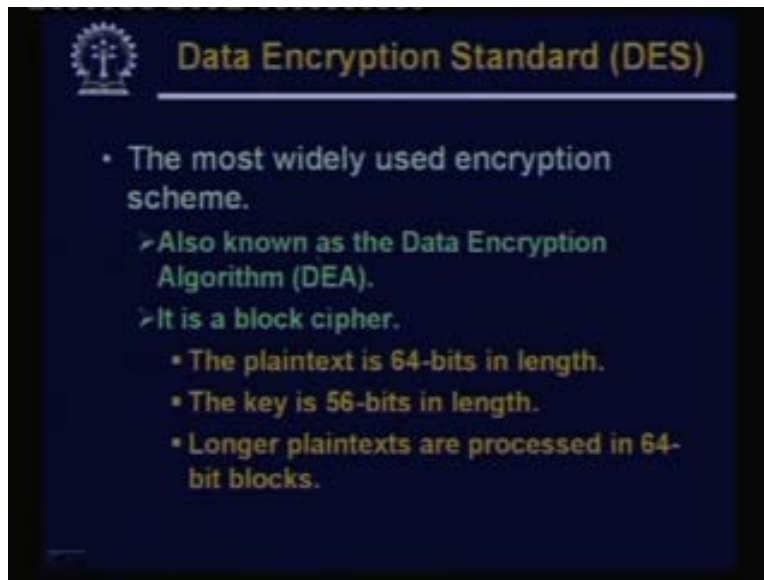 Data Encryption Standard (DES)
• The most widely used encryption
scheme.
➢Also known as the Data Encryption
Algorithm (DEA).
➢It is a block cipher.
▪ The plaintext is 64-bits in length.
▪ The key is 56-bits in length.
▪ Longer plaintexts are processed in 64-
bit blocks.